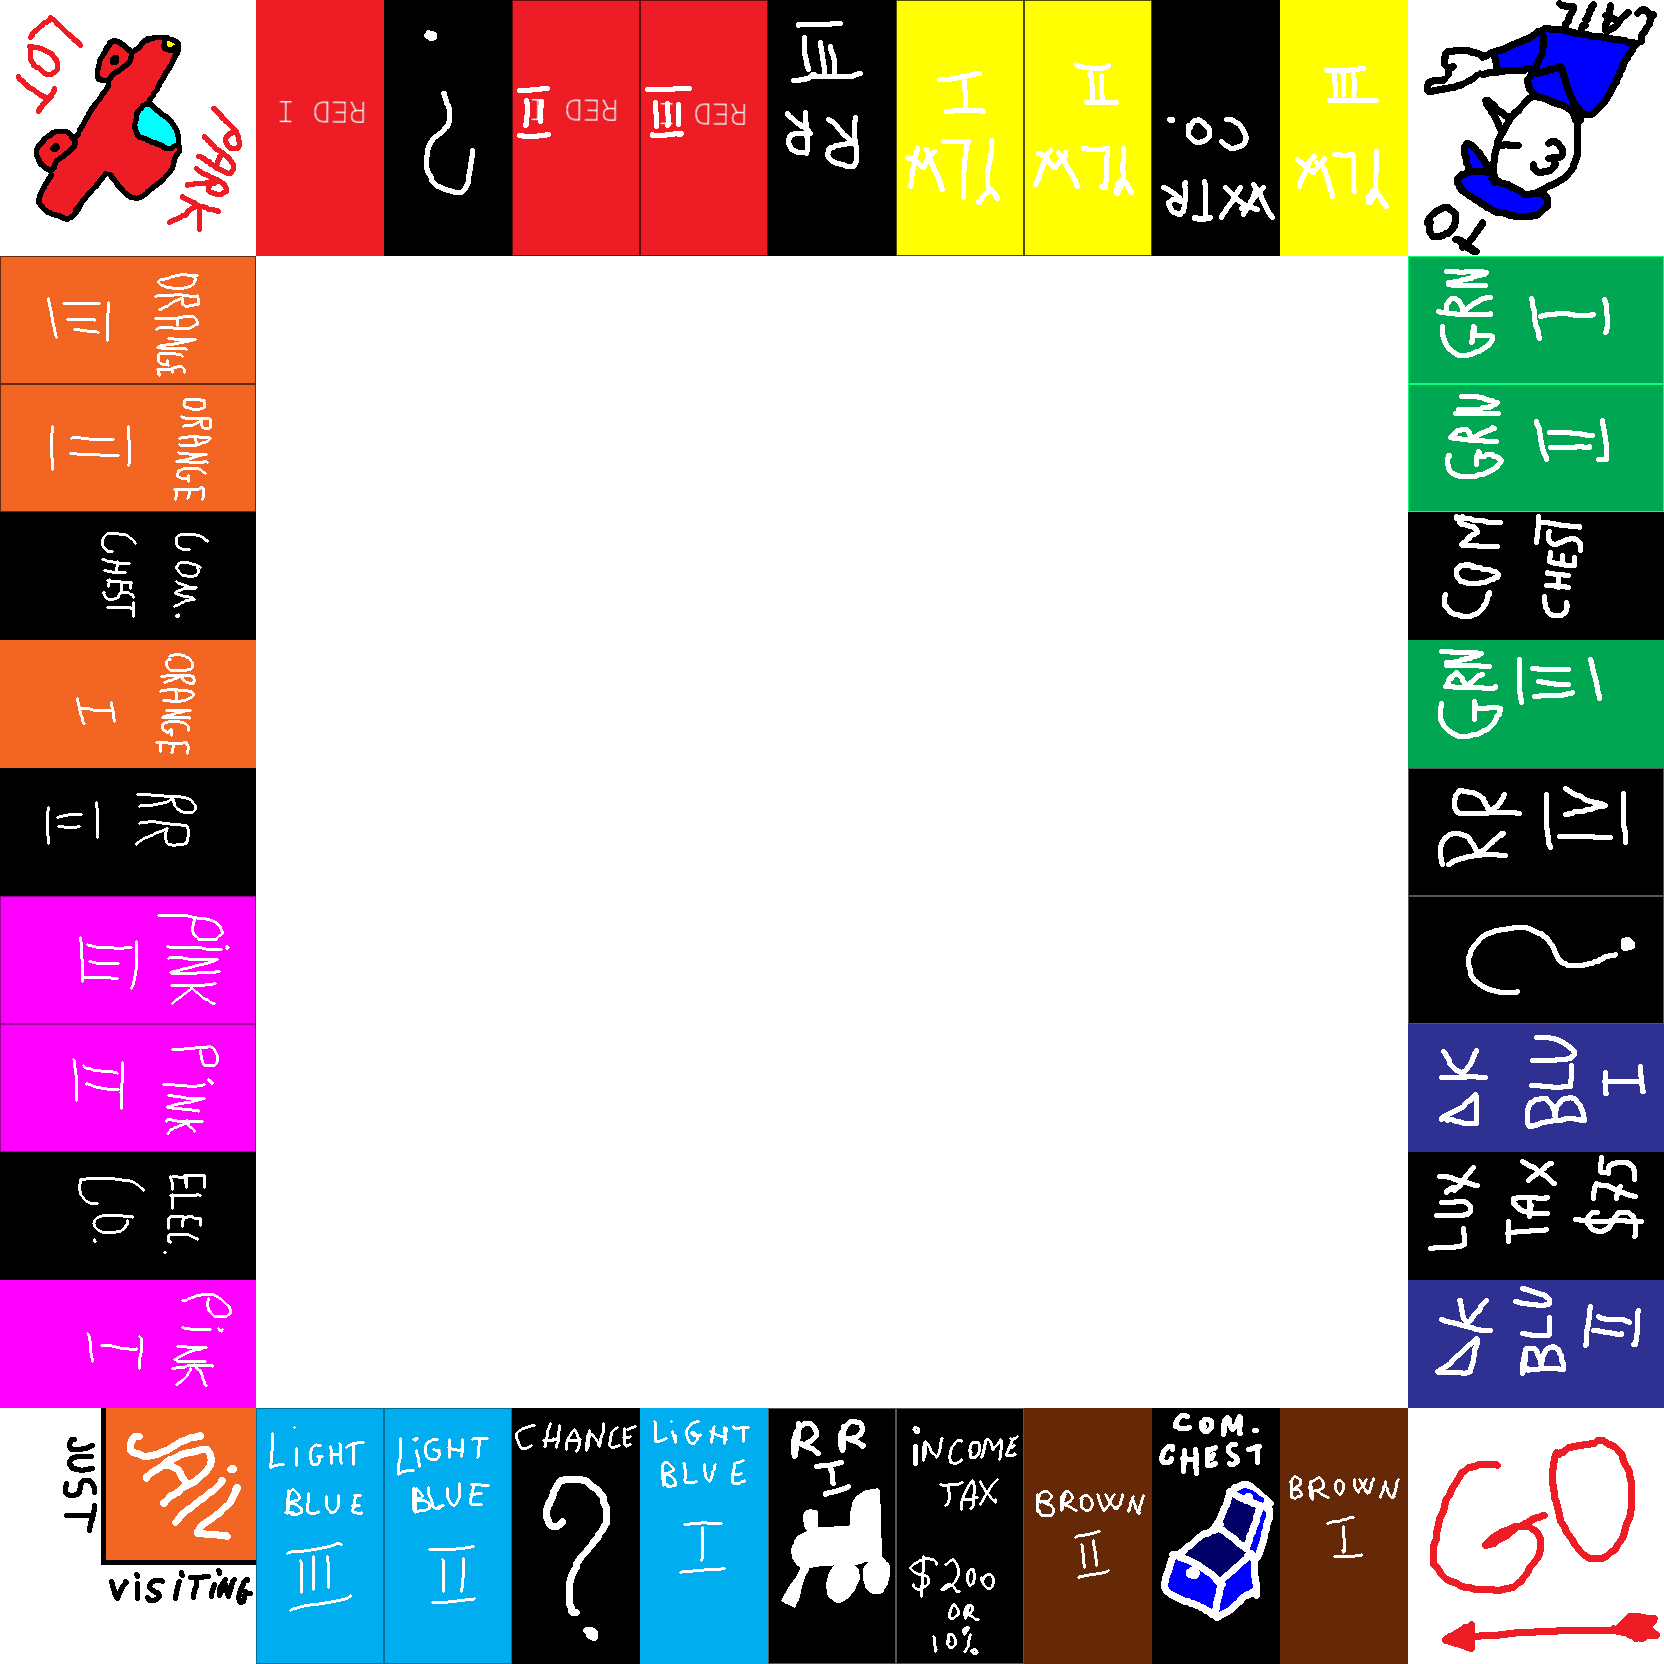 GO
BROWN
I
COM.
CHEST
BROWN
II
INCOME
TAX
$200
OR
10%
RR
I
LiGHT
BLUE
I
CHANCE
?
LiGHT
BLUE
II
LIGHT
BLUE
III
JAiL
JUST
VISITING
PiNK
I
ELEC.
CO.
PiNK
II
PINK
III
RR
II
ORANGE
I
COM.
CHEST
ORANGE
II
ORANGE
III
PARK
LOT
RED I
?
RED II
RED III
RR
III
YLW
I
YLW
II
WTR
CO.
YLW
III
TO
JAIL
GRN
I
GRN
II
COM
CHEST
GRN
III
RR
IV
?
DK
BLU
I
LUX
TAX
$75
DK
BLU
II